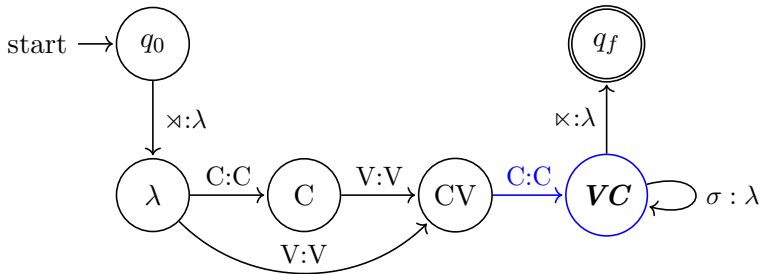 start q₀ q_f
⋊:λ ⋉:λ
C:C V:V C:C
λ C CV VC σ : λ
V:V